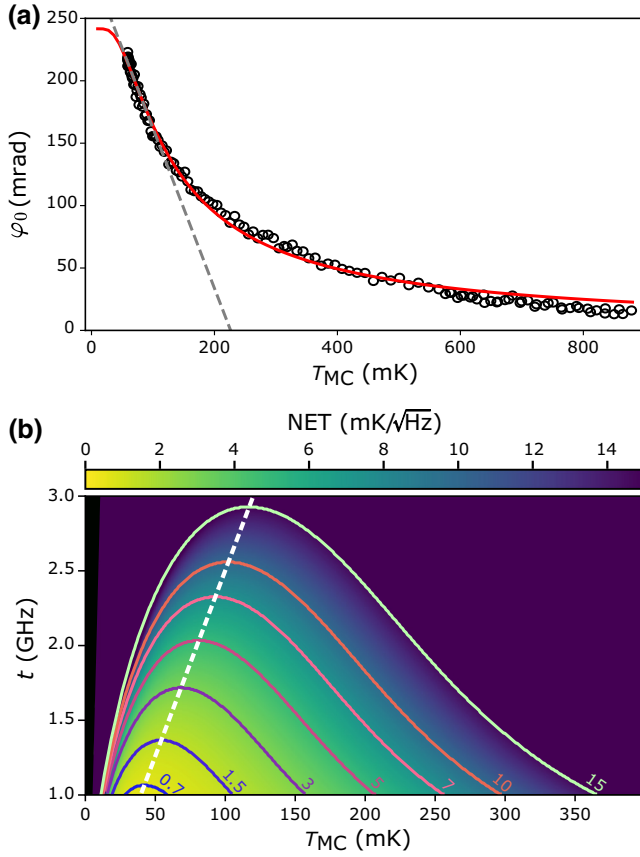 (a)
250
200
150
100
50
0
φ₀ (mrad)
0 200 400 600 800
T_MC (mK)
(b)
NET (mK/√Hz)
0 2 4 6 8 10 12 14
3.0
2.5
2.0
1.5
1.0
t (GHz)
0.7 1.5 3 5 7 10 15
0 50 100 150 200 250 300 350
T_MC (mK)